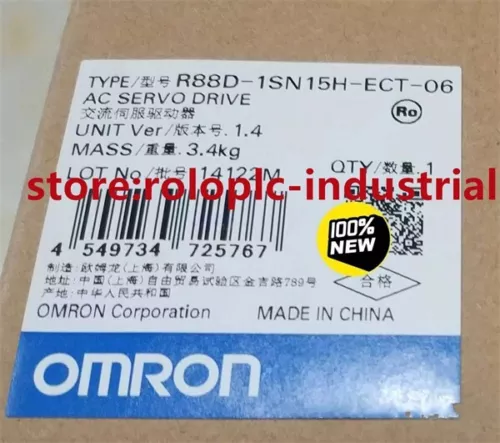 TYPE/型号 R88D-1SN15H-ECT-06
AC SERVO DRIVE
交流伺服驱动器
Ro
UNIT Ver/版本号. 1.4
MASS/重量. 3.4kg
QTY/数量. 1
LOT No/批号 14122M
store.roloplc-industrial
100%
NEW
4 549734 725767
制造: 欧姆龙(上海)有限公司
地址: 中国(上海)自由贸易试验区金吉路789号
产地: 中华人民共和国
合格
OMRON Corporation MADE IN CHINA
OMRON